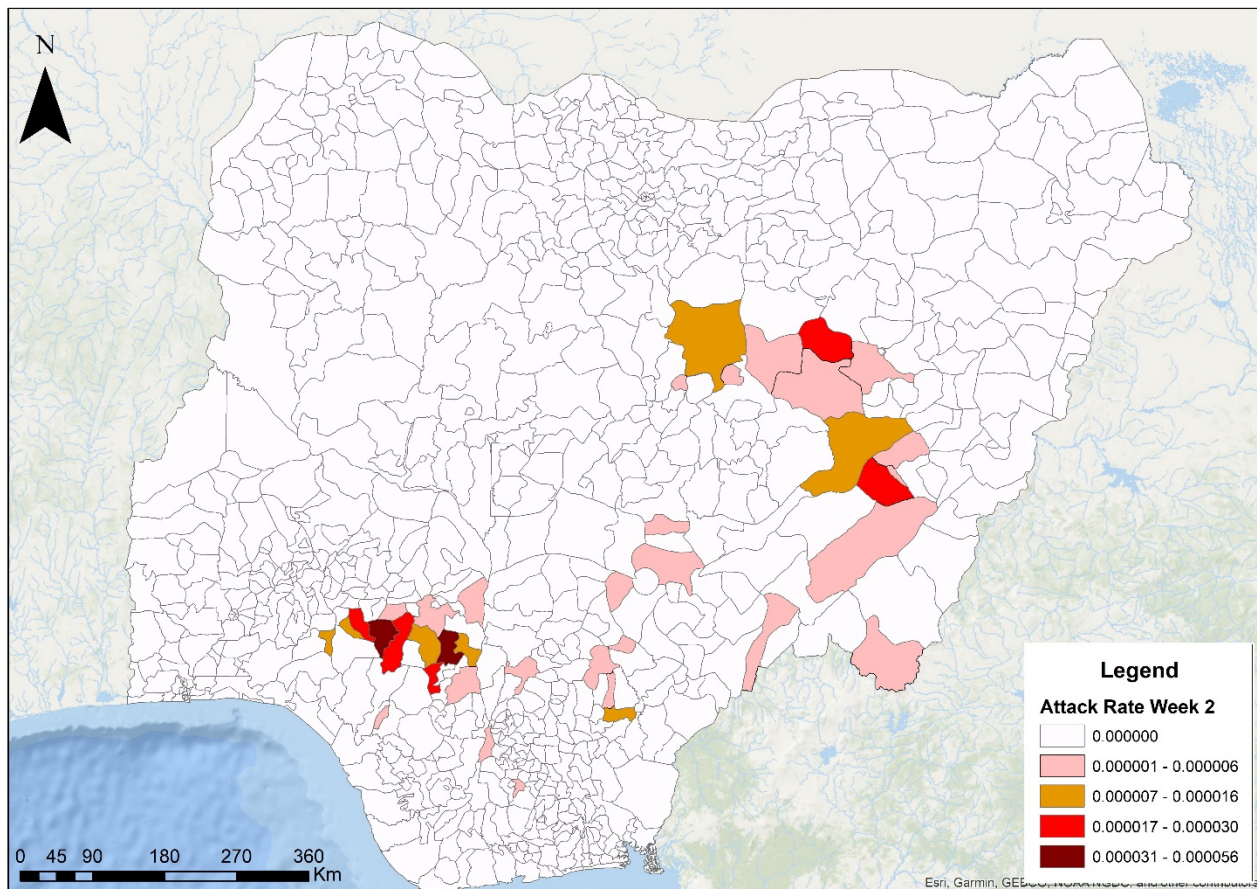 N
Legend
Attack Rate Week 2
0.000000
0.000001 - 0.000006
0.000007 - 0.000016
0.000017 - 0.000030
0.000031 - 0.000056
0 45 90 180 270 360
Km
Esri, Garmin, GEBCO, NOAA NGDC, and other contributors